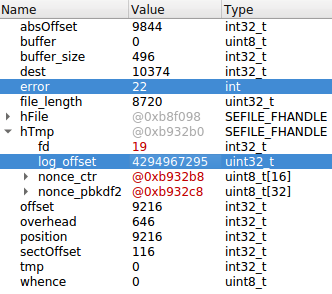 Name Value Type
absOffset 9844 int32_t
buffer 0 uint8_t
buffer_size 496 int32_t
dest 10374 int32_t
error 22 int
file_length 8720 uint32_t
hFile @0xb8f098 SEFILE_FHANDLE
hTmp @0xb932b0 SEFILE_FHANDLE
fd 19 int32_t
log_offset 4294967295 uint32_t
nonce_ctr @0xb932b8 uint8_t[16]
nonce_pbkdf2 @0xb932c8 uint8_t[32]
offset 9216 int32_t
overhead 646 int32_t
position 9216 int32_t
sectOffset 116 int32_t
tmp 0 int32_t
whence 0 uint8_t